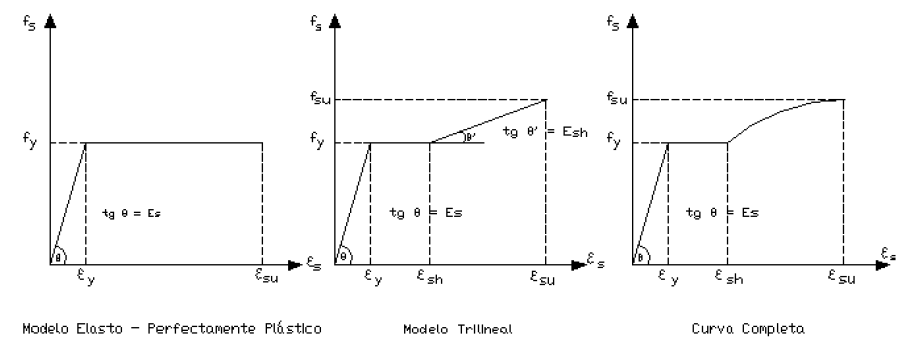 fs
fy
θ
tg θ = Es
εy
εsu
εs
Modelo Elasto - Perfectamente Plástico
fs
fsu
fy
θ'
tg θ' = Esh
θ
tg θ = Es
εy
εsh
εsu
εs
Modelo Trilineal
fs
fsu
fy
θ
tg θ = Es
εy
εsh
εsu
εs
Curva Completa